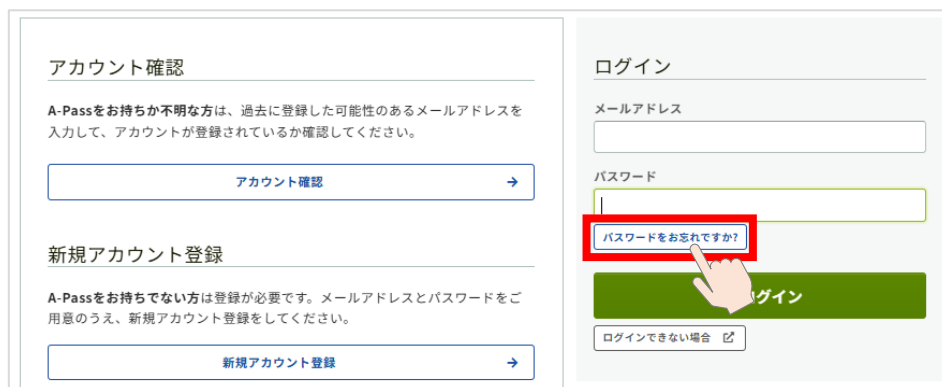 アカウント確認
A-Passをお持ちか不明な方は、過去に登録した可能性のあるメールアドレスを
入力して、アカウントが登録されているか確認してください。
アカウント確認
新規アカウント登録
A-Passをお持ちでない方は登録が必要です。メールアドレスとパスワードをご
用意のうえ、新規アカウント登録をしてください。
新規アカウント登録
ログイン
メールアドレス
パスワード
パスワードをお忘れですか?
グイン
ログインできない場合